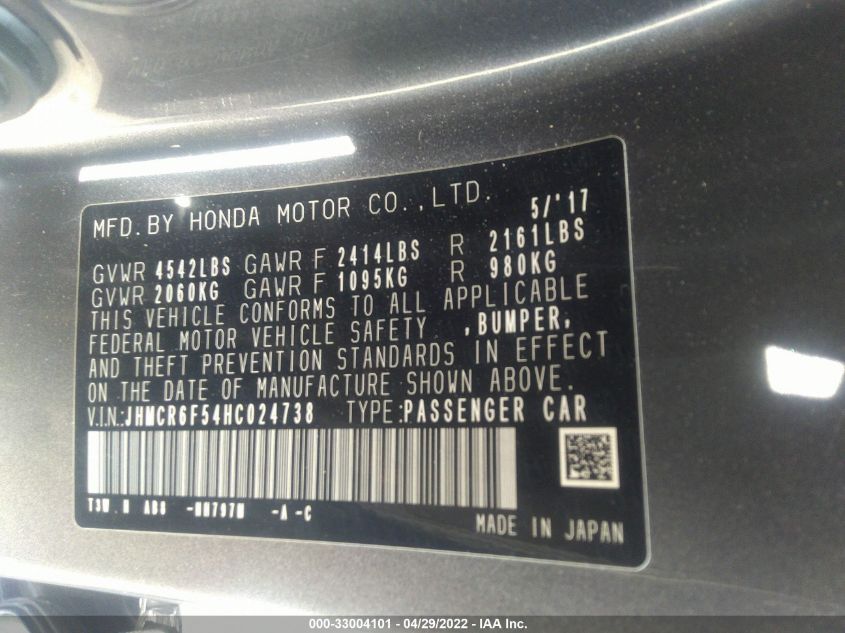 MFD. BY HONDA MOTOR CO., LTD. 5/'17
GVWR 4542LBS GAWR F 2414LBS R 2161LBS
GVWR 2060KG GAWR F 1095KG R 980KG
THIS VEHICLE CONFORMS TO ALL APPLICABLE
FEDERAL MOTOR VEHICLE SAFETY ,BUMPER,
AND THEFT PREVENTION STANDARDS IN EFFECT
ON THE DATE OF MANUFACTURE SHOWN ABOVE.
V.I.N.:JHMCR6F54HC024738 TYPE:PASSENGER CAR
-A -C
MADE IN JAPAN
000-33004101 - 04/29/2022 - IAA Inc.